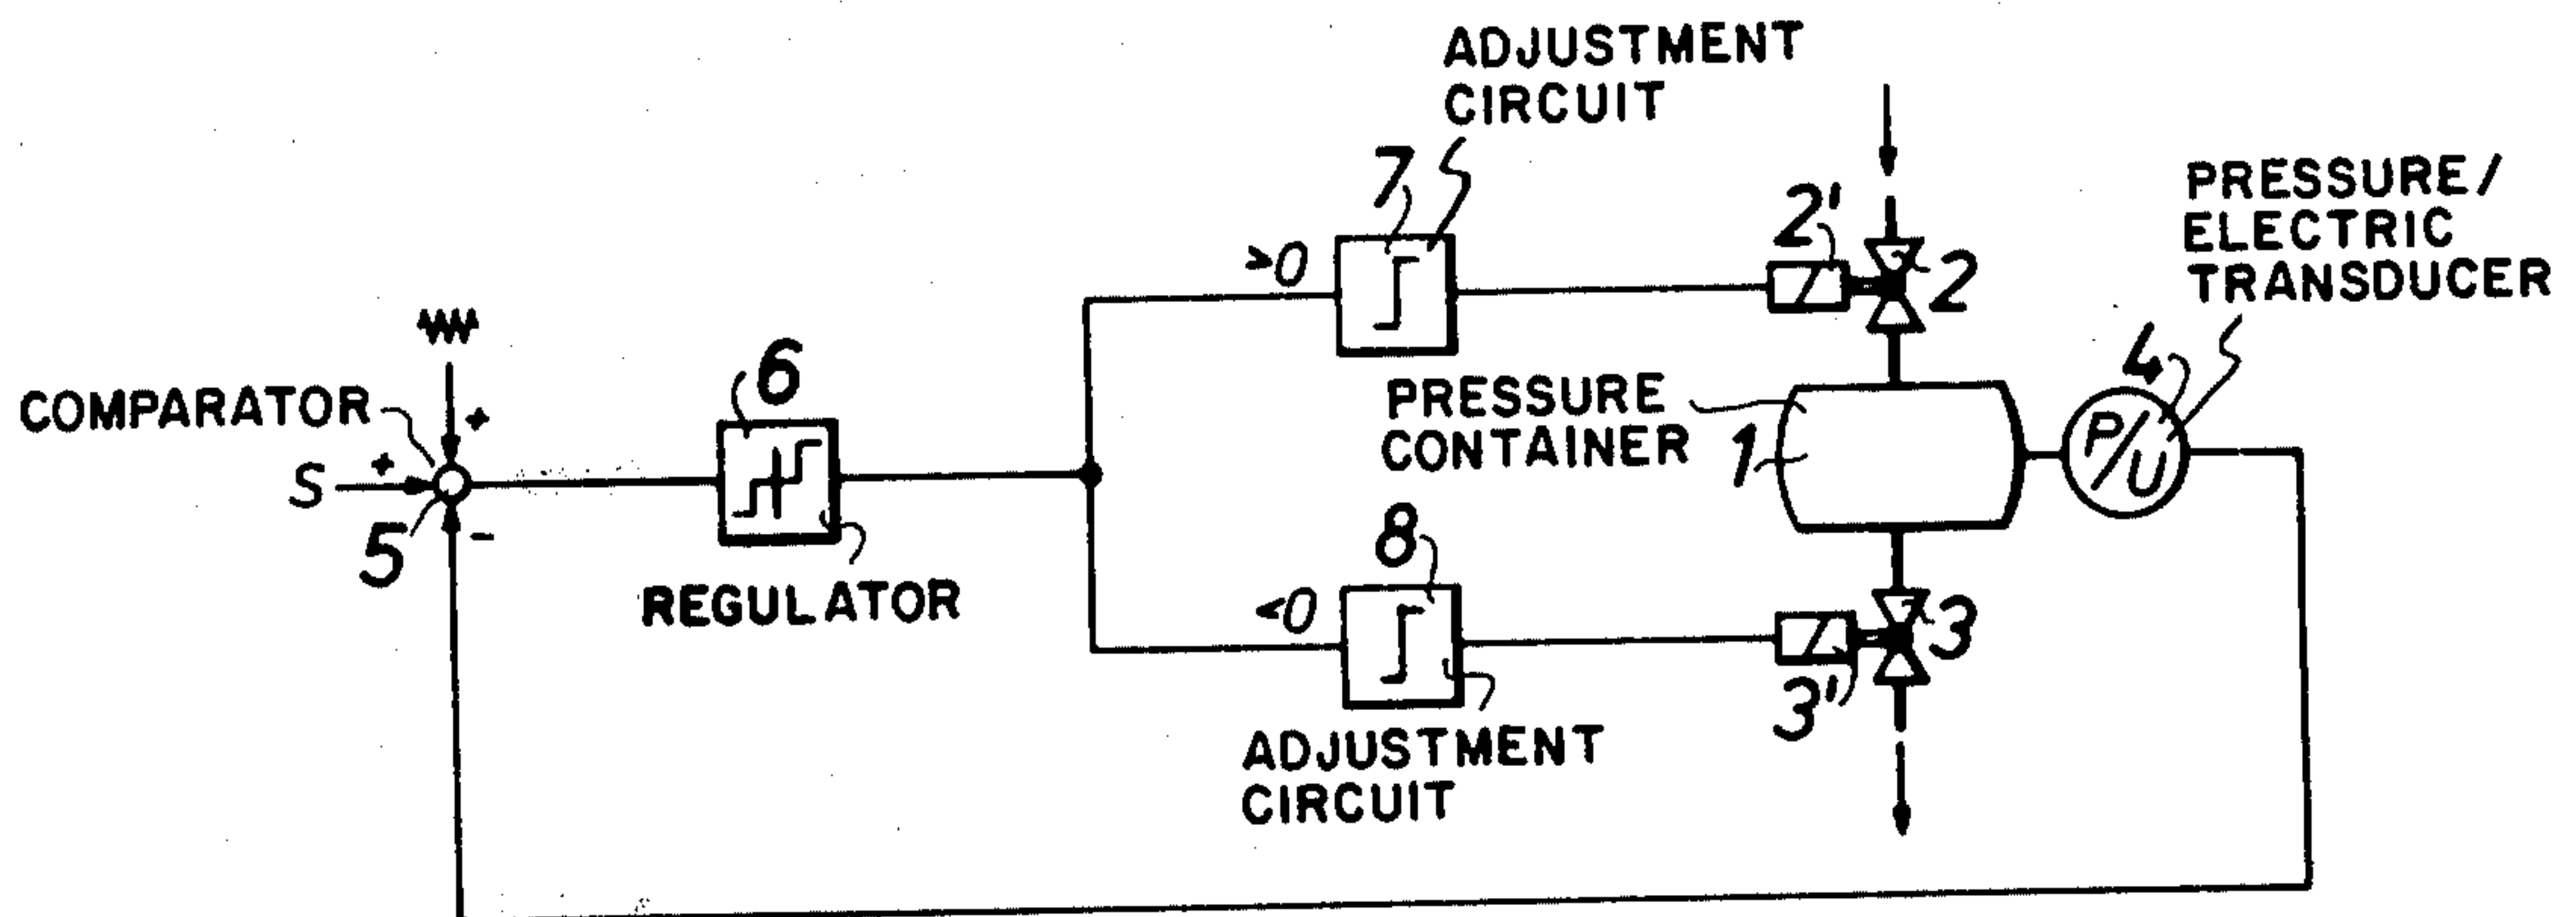 ADJUSTMENT
CIRCUIT
7
>0
2'
2
PRESSURE/
ELECTRIC
TRANSDUCER
4
P/U
COMPARATOR
+
S
+
5
-
6
REGULATOR
PRESSURE
CONTAINER
1
8
<0
3
3'
ADJUSTMENT
CIRCUIT